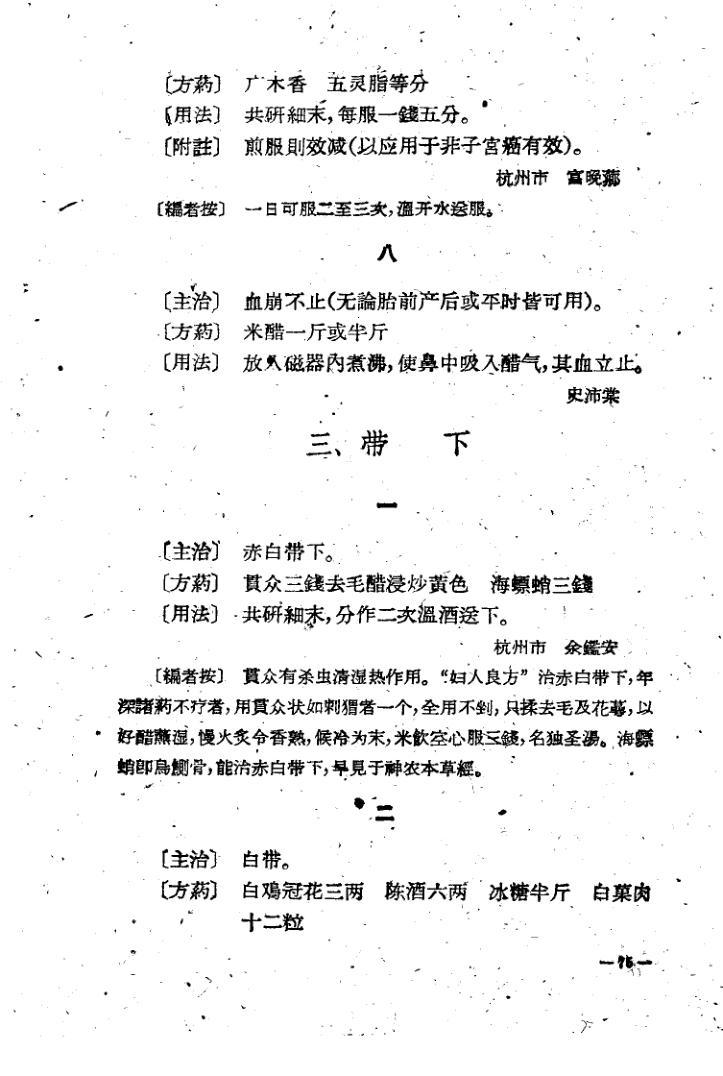 〔方葯〕 广木香 五灵脂等分
〔用法〕 共研細末,每服一錢五分。
〔附註〕 煎服則效减(以应用于非子宮癌有效)。
杭州市 富晚
〔編者按〕 一日可服二至三次,溫开水送服。
八
〔主治〕 血崩不止(无論胎前产后或平时皆可用)。
〔方葯〕 米醋一斤或半斤
〔用法〕 放入磁器內煮沸,使鼻中吸入醋气,其血立止。
史沛棠
三、带 下
一
〔主治〕 赤白带下。
〔方葯〕 貫众三錢去毛醋浸炒黄色 海螵蛸三錢
〔用法〕 共研細末,分作二次溫酒送下。
杭州市 余鑑安
〔編者按〕 貫众有杀虫清湿热作用。“妇人良方”治赤白带下,年
深諸葯不疗者,用貫众状如刺猬者一个,全用不剉,只揉去毛及花萼,以
好醋蘸湿,慢火炙令香熟,候冷为末,米飲空心服三錢,名独圣湯。海螵
蛸卽烏鰂骨,能治赤白带下,早見于神农本草經。
二
〔主治〕 白带。
〔方葯〕 白鳮冠花三两 陈酒六两 冰糖半斤 白菓肉
十二粒
—75—